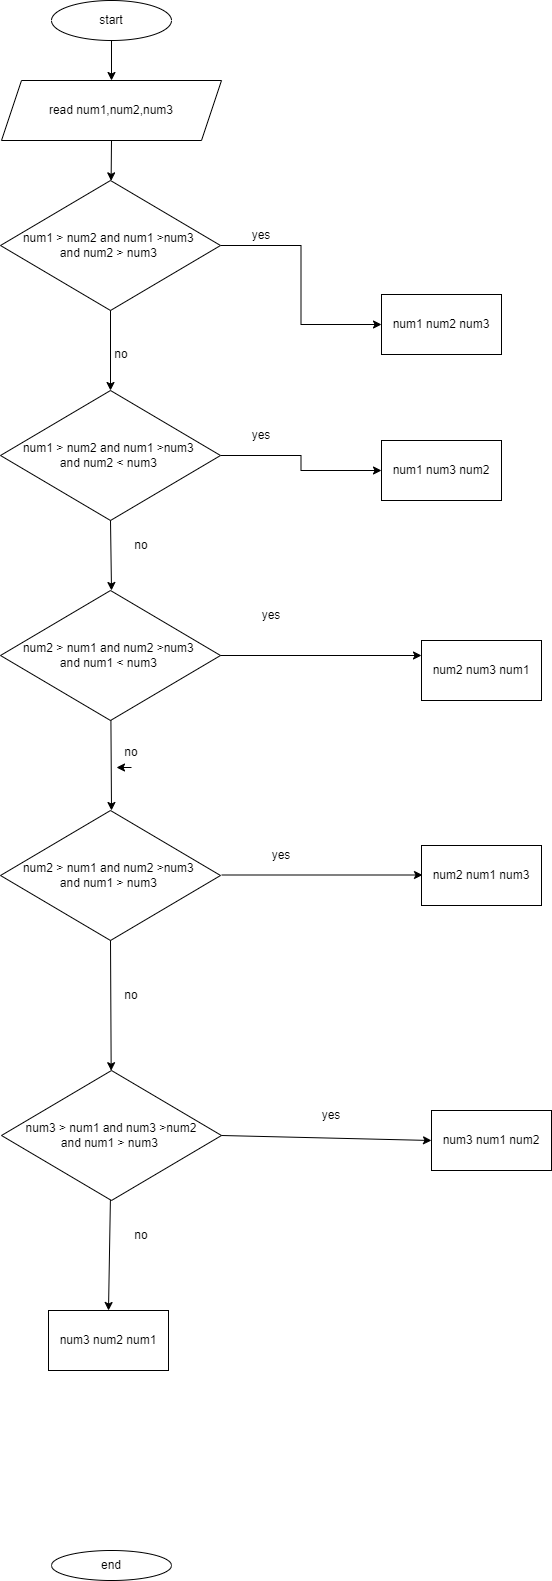 start
read num1,num2,num3
num1 > num2 and num1 >num3
and num2 > num3
yes
num1 num2 num3
no
num1 > num2 and num1 >num3
and num2 < num3
yes
num1 num3 num2
no
num2 > num1 and num2 >num3
and num1 < num3
yes
num2 num3 num1
no
num2 > num1 and num2 >num3
and num1 > num3
yes
num2 num1 num3
no
num3 > num1 and num3 >num2
and num1 > num3
yes
num3 num1 num2
no
num3 num2 num1
end